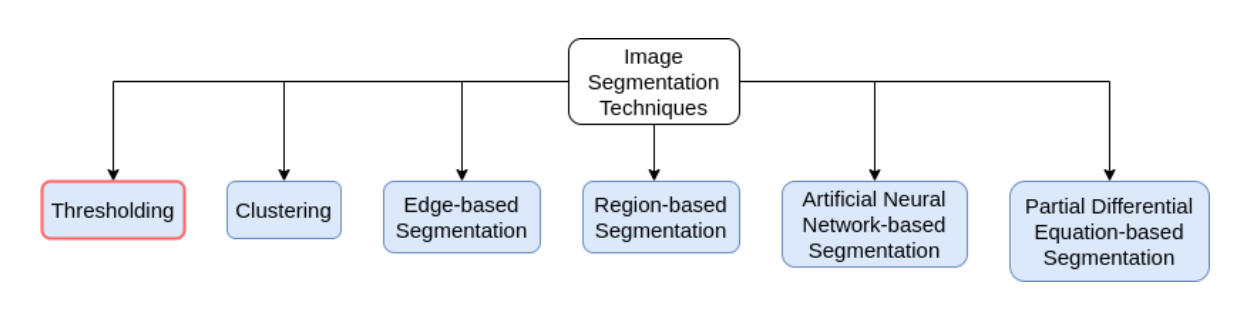 Image
Segmentation
Techniques
Thresholding
Clustering
Edge-based
Segmentation
Region-based
Segmentation
Artificial Neural
Network-based
Segmentation
Partial Differential
Equation-based
Segmentation